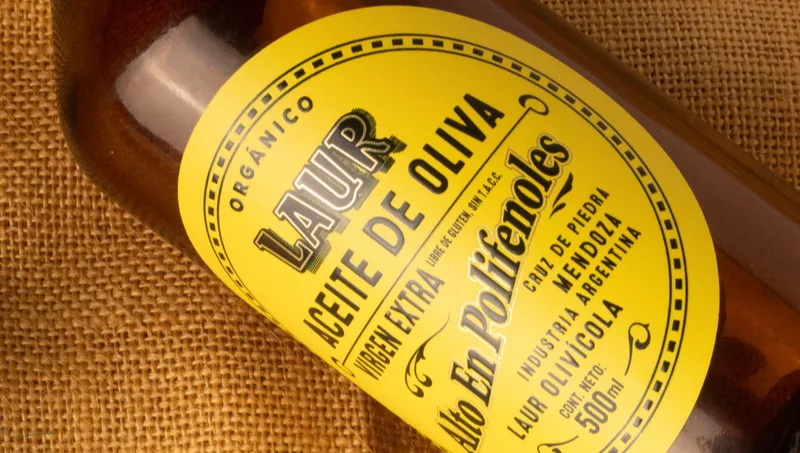 ORGÁNICO
LAUR
ACEITE DE OLIVA
VIRGEN EXTRA LIBRE DE GLUTEN, SIN T.A.C.C.
Alto En Polifenoles
CRUZ DE PIEDRA
MENDOZA
INDUSTRIA ARGENTINA
LAUR OLIVÍCOLA
CONT. NETO:
500ml